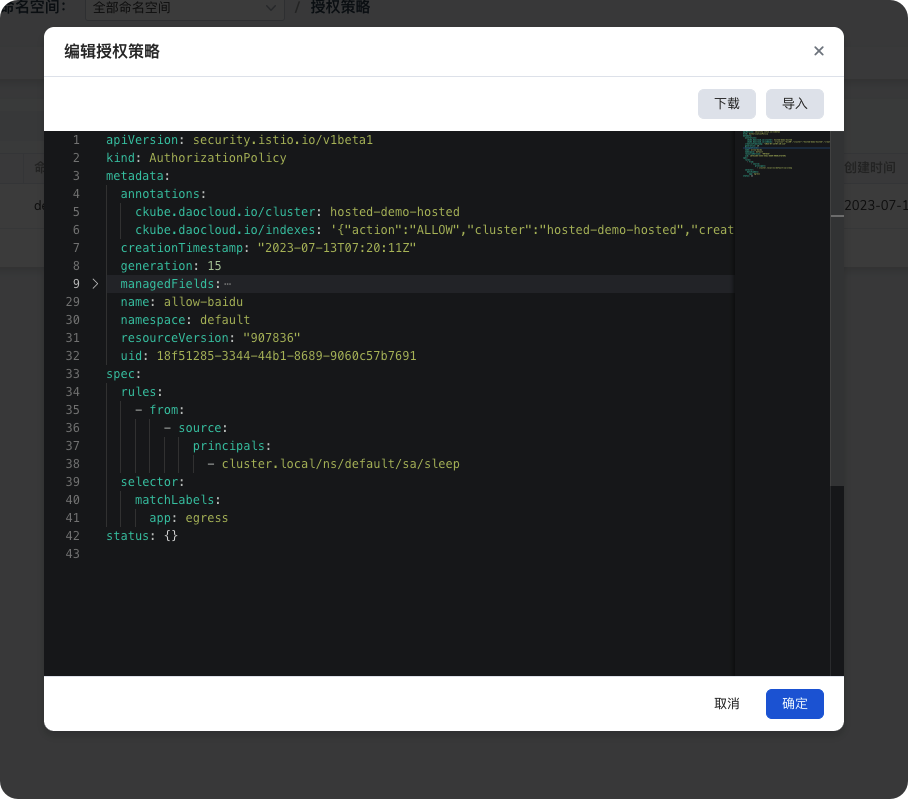 命名空间： 全部命名空间 / 授权策略
编辑授权策略
下载 导入
1 apiVersion: security.istio.io/v1beta1
2 kind: AuthorizationPolicy
3 metadata:
4 annotations:
5 ckube.daocloud.io/cluster: hosted-demo-hosted
6 ckube.daocloud.io/indexes: '{"action":"ALLOW","cluster":"hosted-demo-hosted","creat
7 creationTimestamp: "2023-07-13T07:20:11Z"
8 generation: 15
9 managedFields:⋯
29 name: allow-baidu
30 namespace: default
31 resourceVersion: "907836"
32 uid: 18f51285-3344-44b1-8689-9060c57b7691
33 spec:
34 rules:
35 - from:
36 - source:
37 principals:
38 - cluster.local/ns/default/sa/sleep
39 selector:
40 matchLabels:
41 app: egress
42 status: {}
43
命
创建时间
de
2023-07-1
取消 确定